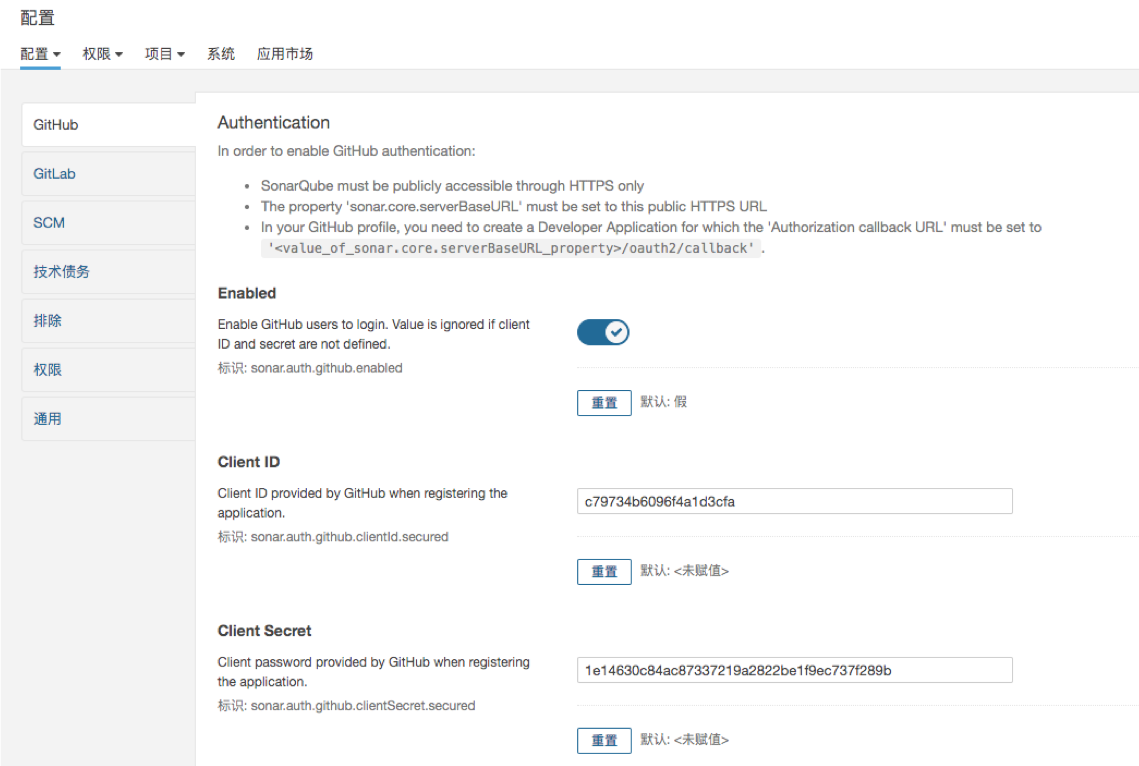 配置
配置 权限 项目 系统 应用市场
GitHub
GitLab
SCM
技术债务
排除
权限
通用
Authentication
In order to enable GitHub authentication:
• SonarQube must be publicly accessible through HTTPS only
• The property 'sonar.core.serverBaseURL' must be set to this public HTTPS URL
• In your GitHub profile, you need to create a Developer Application for which the 'Authorization callback URL' must be set to
'<value_of_sonar.core.serverBaseURL_property>/oauth2/callback'.
Enabled
Enable GitHub users to login. Value is ignored if client
ID and secret are not defined.
标识: sonar.auth.github.enabled
重置 默认: 假
Client ID
Client ID provided by GitHub when registering the
application.
标识: sonar.auth.github.clientId.secured
c79734b6096f4a1d3cfa
重置 默认: <未赋值>
Client Secret
Client password provided by GitHub when registering
the application.
标识: sonar.auth.github.clientSecret.secured
1e14630c84ac87337219a2822be1f9ec737f289b
重置 默认: <未赋值>